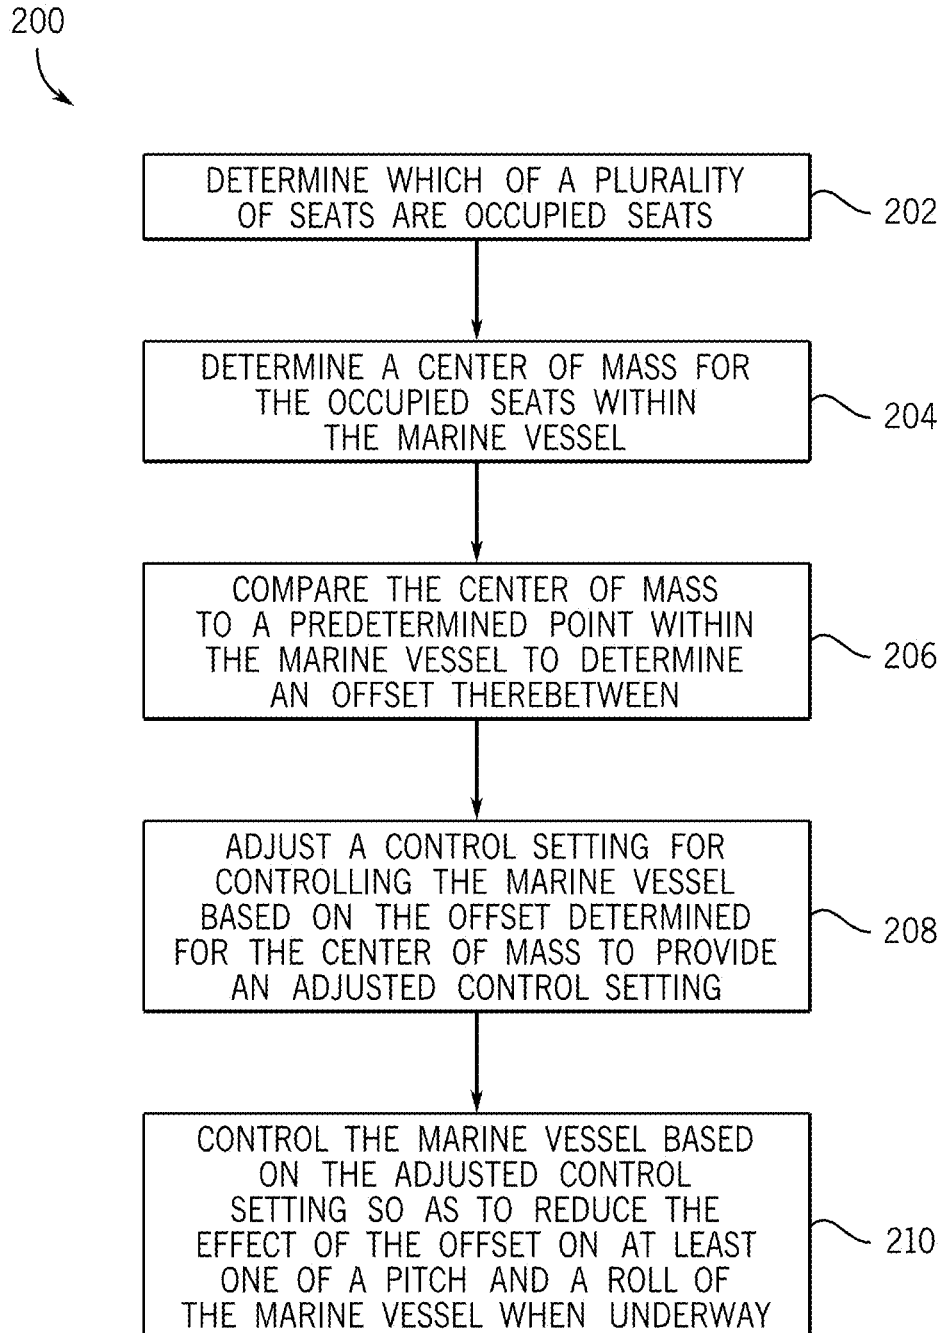 200
DETERMINE WHICH OF A PLURALITY
OF SEATS ARE OCCUPIED SEATS
202
DETERMINE A CENTER OF MASS FOR
THE OCCUPIED SEATS WITHIN
THE MARINE VESSEL
204
COMPARE THE CENTER OF MASS
TO A PREDETERMINED POINT WITHIN
THE MARINE VESSEL TO DETERMINE
AN OFFSET THEREBETWEEN
206
ADJUST A CONTROL SETTING FOR
CONTROLLING THE MARINE VESSEL
BASED ON THE OFFSET DETERMINED
FOR THE CENTER OF MASS TO PROVIDE
AN ADJUSTED CONTROL SETTING
208
CONTROL THE MARINE VESSEL BASED
ON THE ADJUSTED CONTROL
SETTING SO AS TO REDUCE THE
EFFECT OF THE OFFSET ON AT LEAST
ONE OF A PITCH AND A ROLL OF
THE MARINE VESSEL WHEN UNDERWAY
210